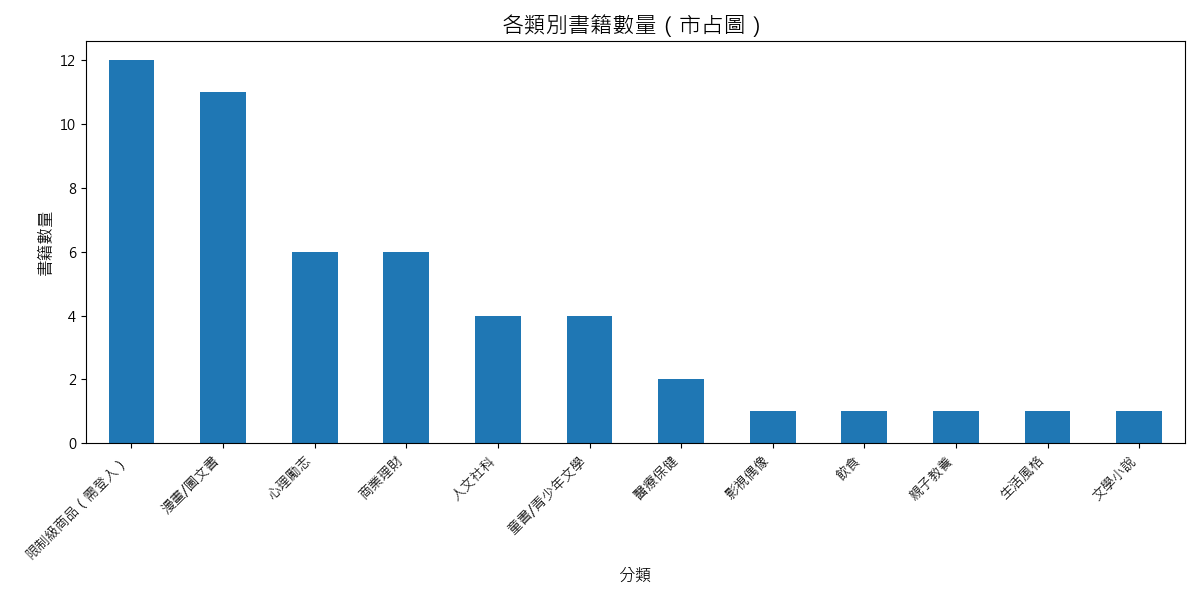 各類別書籍數量（市占圖）
書籍數量
12
10
8
6
4
2
0
限制級商品（需登入）
漫畫/圖文書
心理勵志
商業理財
人文社科
童書/青少年文學
醫療保健
影視偶像
飲食
親子教養
生活風格
文學小說
分類